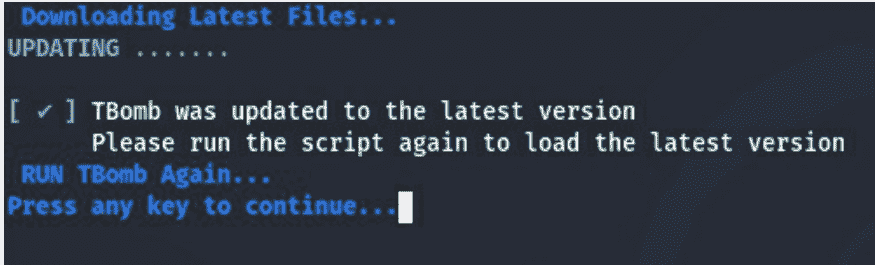 Downloading Latest Files...
UPDATING .......
[ ✔ ] TBomb was updated to the latest version
Please run the script again to load the latest version
RUN TBomb Again...
Press any key to continue...